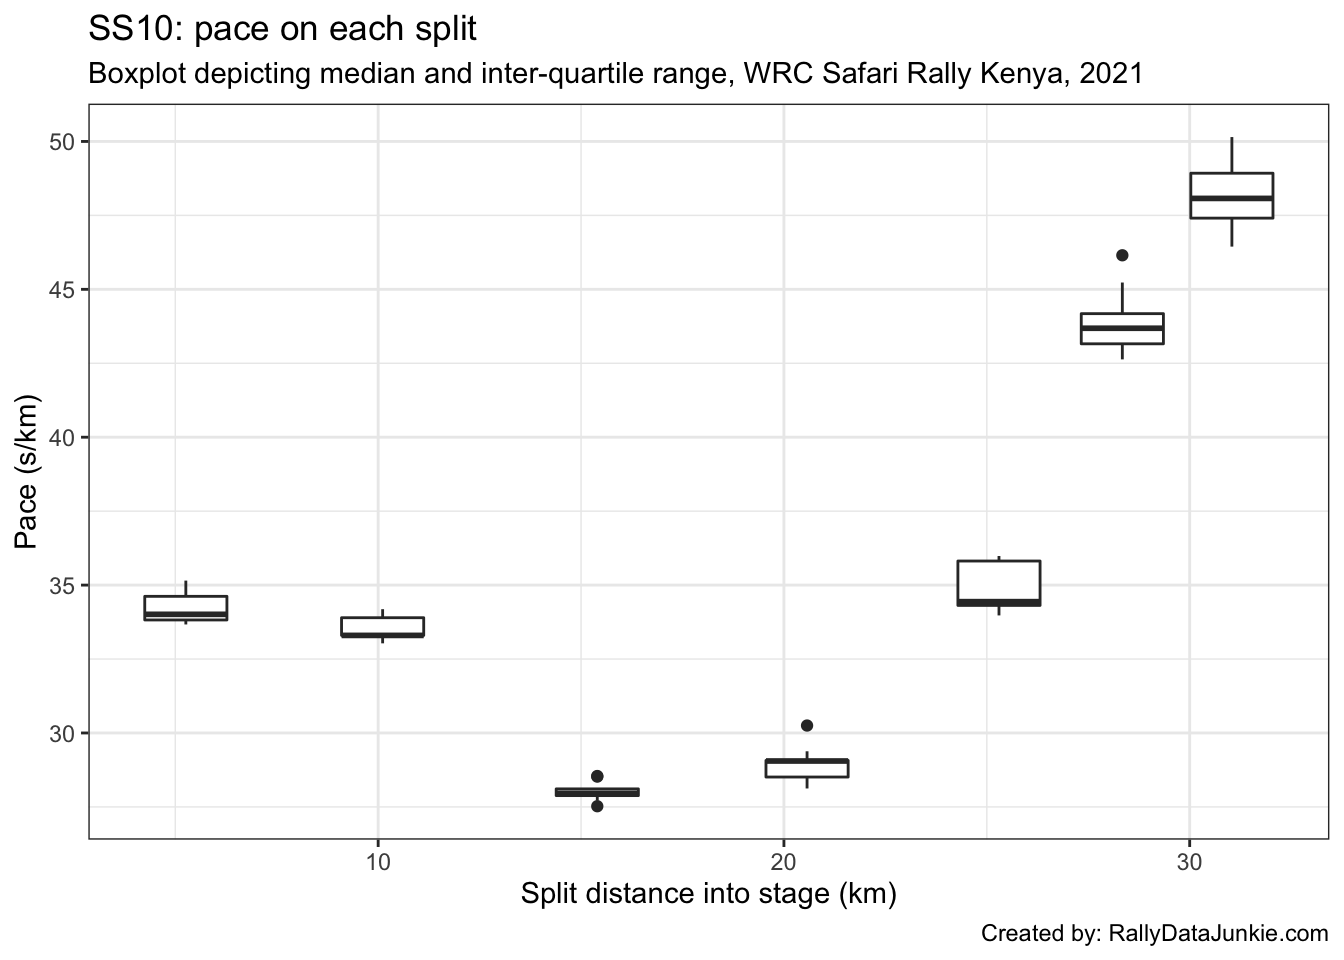 SS10: pace on each split
Boxplot depicting median and inter-quartile range, WRC Safari Rally Kenya, 2021
50
45
40
35
30
Pace (s/km)
10 20 30
Split distance into stage (km)
Created by: RallyDataJunkie.com